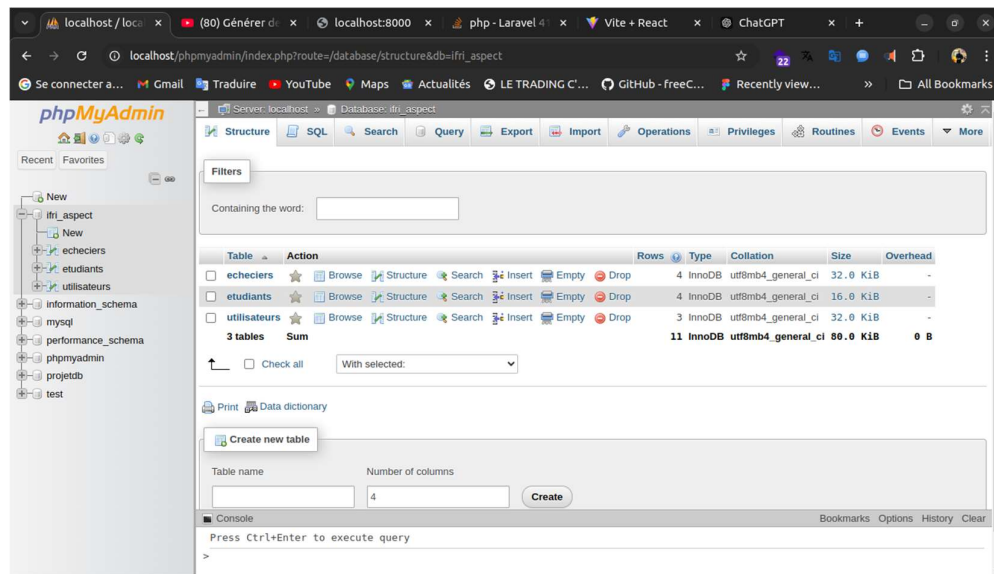 localhost / local
(80) Générer de
localhost:8000
php - Laravel 41
Vite + React
ChatGPT
localhost/phpmyadmin/index.php?route=/database/structure&db=ifri_aspect
22
Se connecter a...
Gmail
Traduire
YouTube
Maps
Actualités
LE TRADING C'...
GitHub - freeC...
Recently view...
»
All Bookmarks
phpMyAdmin
Recent
Favorites
New
ifri_aspect
New
echeciers
etudiants
utilisateurs
information_schema
mysql
performance_schema
phpmyadmin
projetdb
test
Server: localhost » Database: ifri_aspect
Structure SQL Search Query Export Import Operations Privileges Routines Events More
Filters
Containing the word:
Table Action Rows Type Collation Size Overhead
echeciers Browse Structure Search Insert Empty Drop 4 InnoDB utf8mb4_general_ci 32.0 KiB -
etudiants Browse Structure Search Insert Empty Drop 4 InnoDB utf8mb4_general_ci 16.0 KiB -
utilisateurs Browse Structure Search Insert Empty Drop 3 InnoDB utf8mb4_general_ci 32.0 KiB -
3 tables Sum 11 InnoDB utf8mb4_general_ci 80.0 KiB 0 B
Check all With selected:
Print Data dictionary
Create new table
Table name Number of columns
4 Create
Console Bookmarks Options History Clear
Press Ctrl+Enter to execute query
>